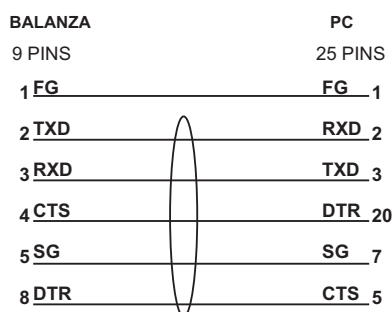 BALANZA PC
9 PINS 25 PINS
1 FG FG 1
2 TXD RXD 2
3 RXD TXD 3
4 CTS DTR 20
5 SG SG 7
8 DTR CTS 5